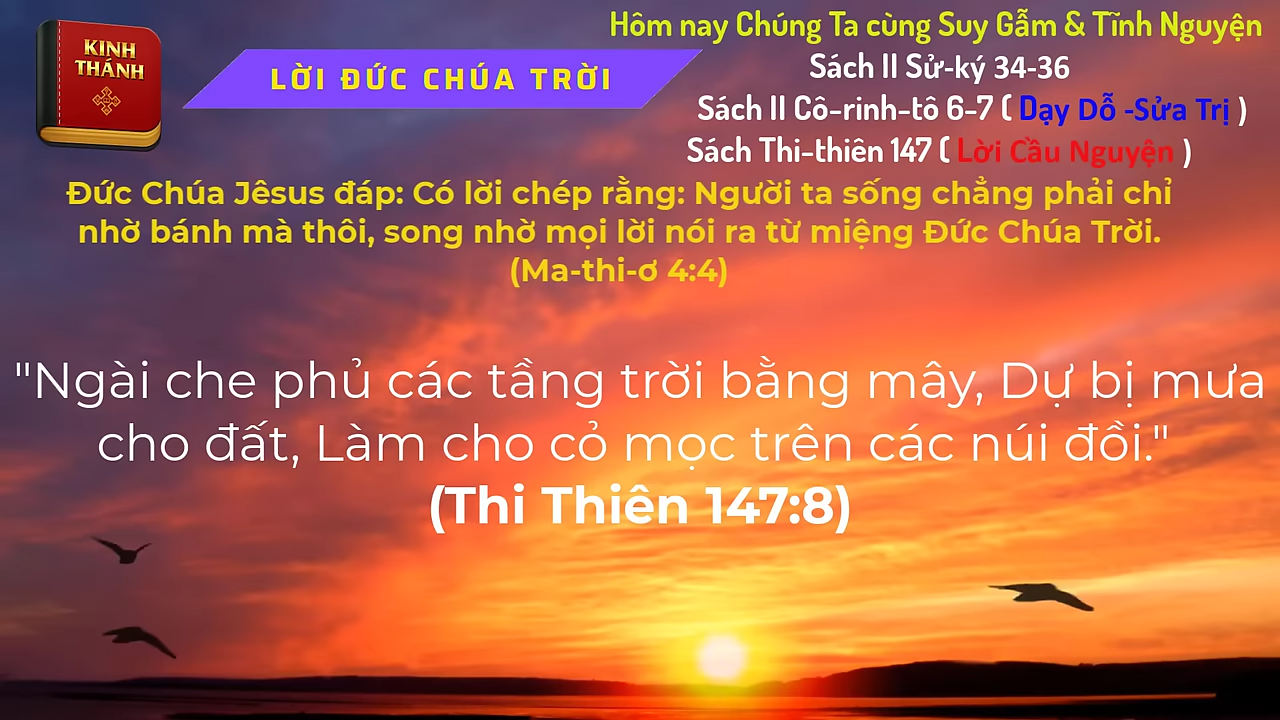 KINH
THÁNH
LỜI ĐỨC CHÚA TRỜI
Hôm nay Chúng Ta cùng Suy Gẫm & Tĩnh Nguyện
Sách II Sử-ký 34-36
Sách II Cô-rinh-tô 6-7 ( Dạy Dỗ -Sửa Trị )
Sách Thi-thiên 147 ( Lời Cầu Nguyện )
Đức Chúa Jêsus đáp: Có lời chép rằng: Người ta sống chẳng phải chỉ
nhờ bánh mà thôi, song nhờ mọi lời nói ra từ miệng Đức Chúa Trời.
(Ma-thi-ơ 4:4)
"Ngài che phủ các tầng trời bằng mây, Dự bị mưa
cho đất, Làm cho cỏ mọc trên các núi đồi."
(Thi Thiên 147:8)